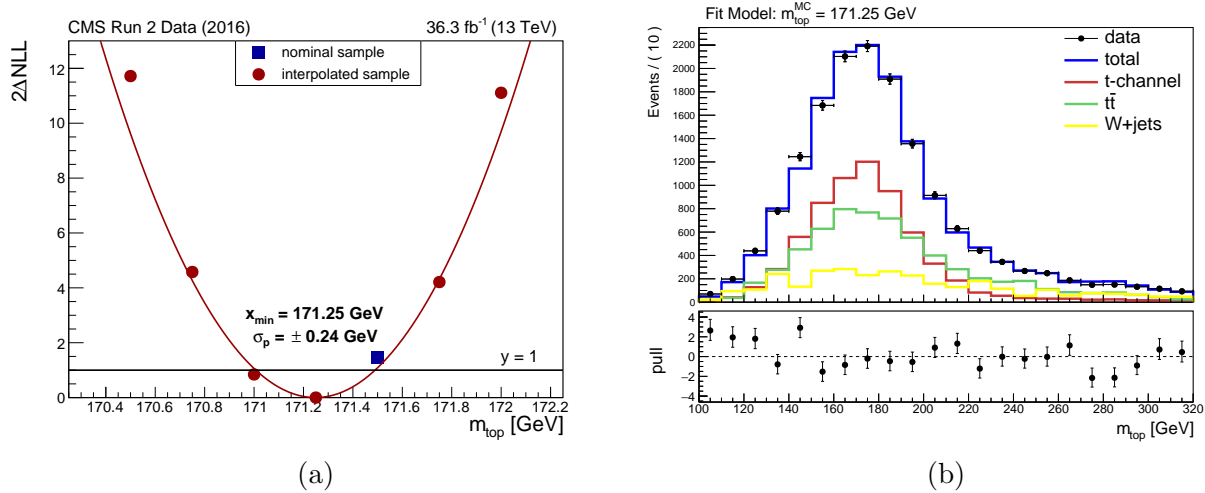 CMS Run 2 Data (2016) 36.3 fb⁻¹ (13 TeV)
2ΔNLL
nominal sample
interpolated sample
12
10
8
6
4
2
0
x_min = 171.25 GeV
σ_p = ± 0.24 GeV
y = 1
170.4 170.6 170.8 171 171.2 171.4 171.6 171.8 172 172.2
m_top [GeV]
(a)
Fit Model: m_top^MC = 171.25 GeV
Events / ( 10 )
2200
2000
1800
1600
1400
1200
1000
800
600
400
200
0
data
total
t-channel
tt̄
W+jets
pull
4
2
0
−2
−4
100 120 140 160 180 200 220 240 260 280 300 320
m_top [GeV]
(b)